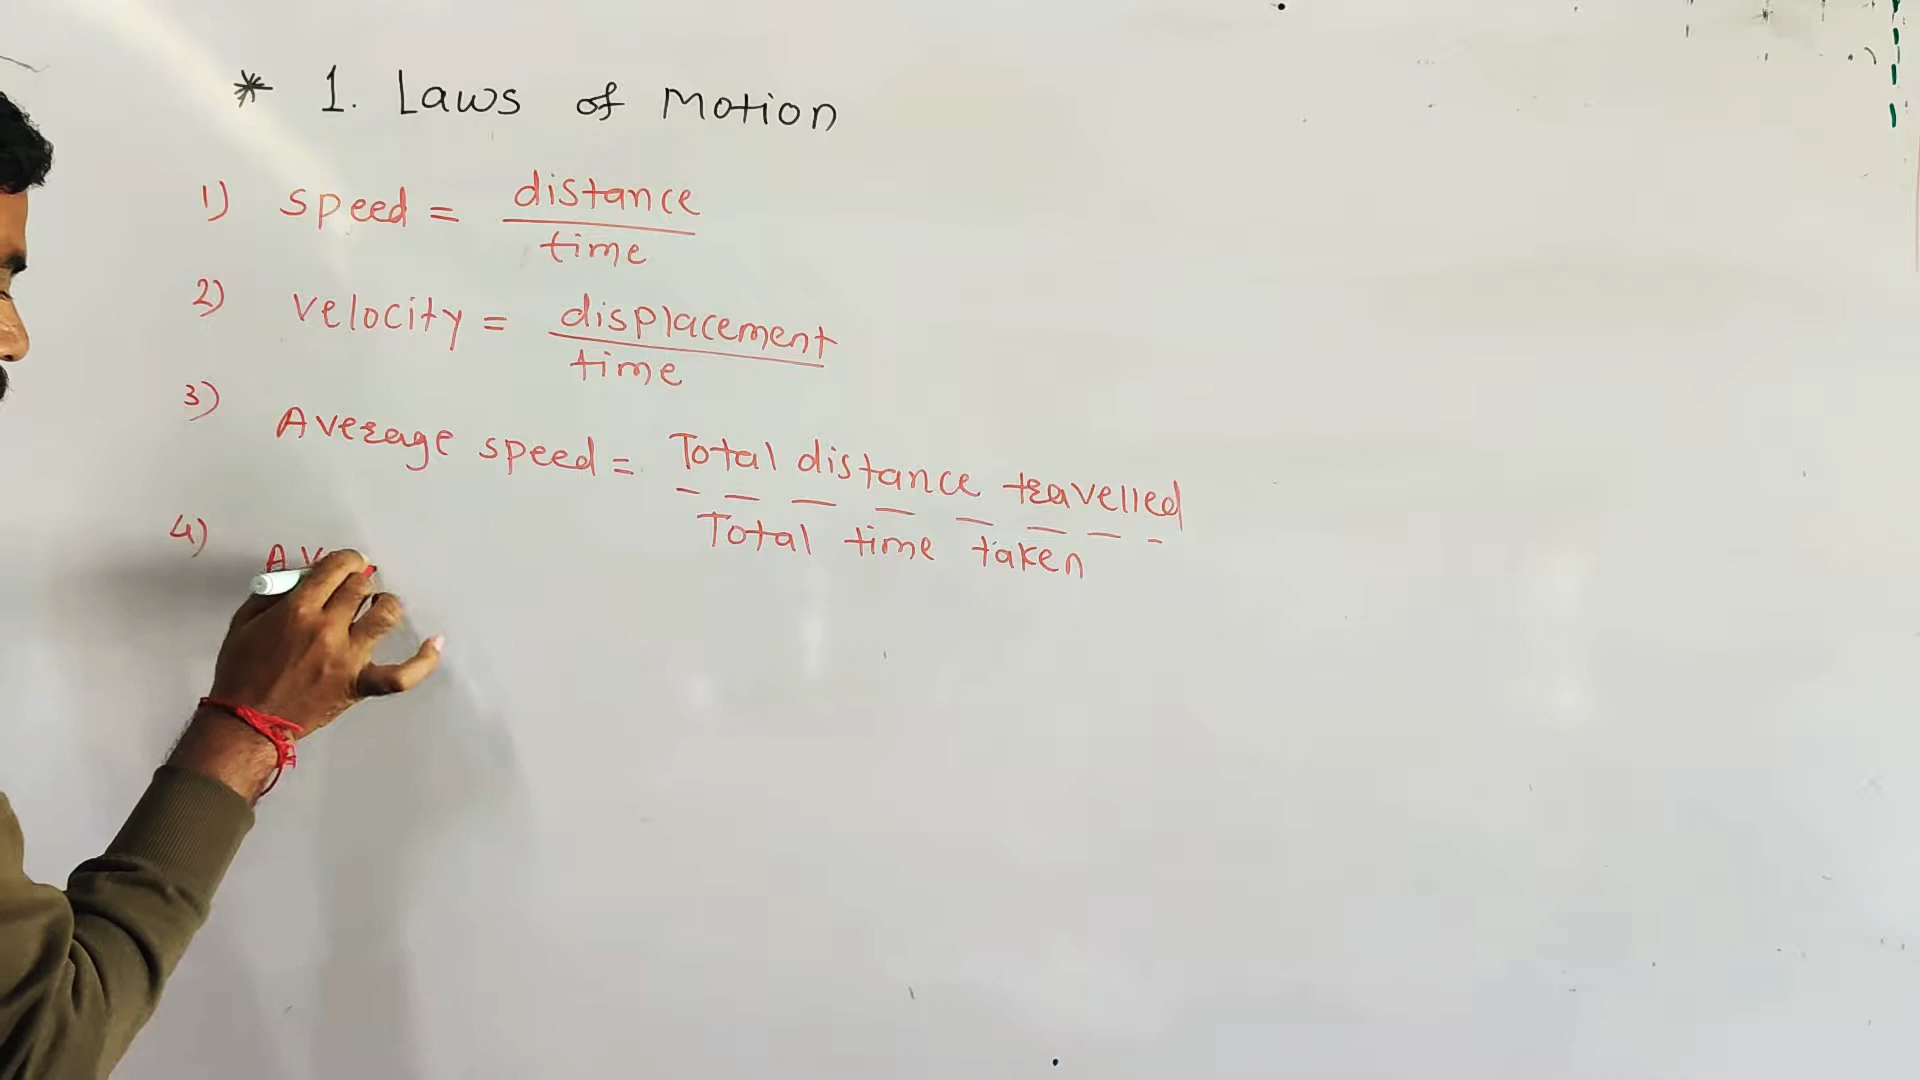 * 1. Laws of Motion
1) speed = distance
time
2) velocity = displacement
time
3) Average speed = Total distance travelled
Total time taken
4) Av